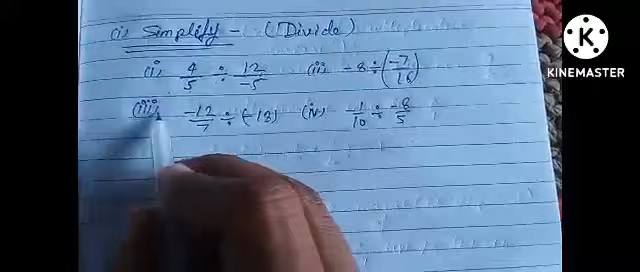 (i) Simplify - (Divide)
(i) 4/5 ÷ 12/-5 (ii) -8 ÷ (-7/16)
(iii) -12/7 ÷ (-18) (iv) -1/10 ÷ -8/5
K
KINEMASTER